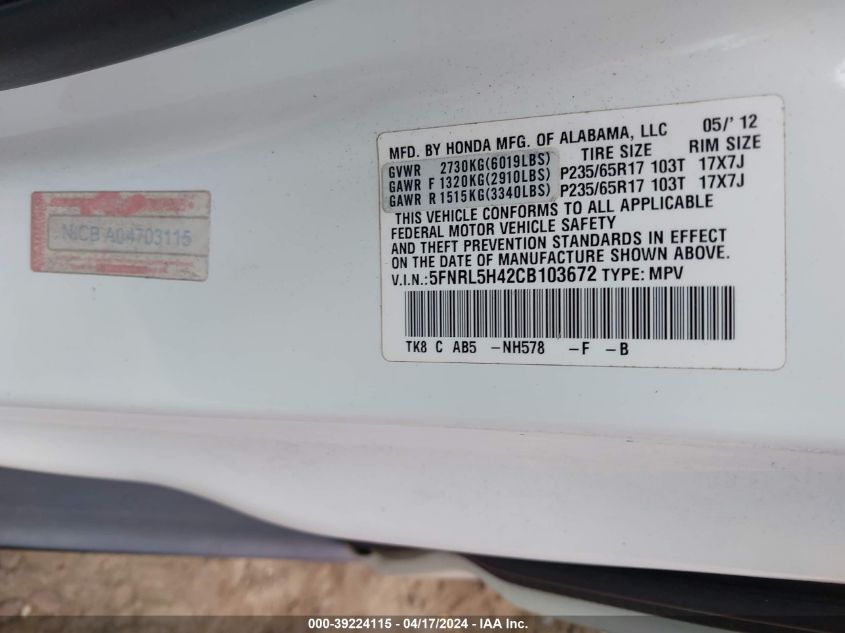 MFD. BY HONDA MFG. OF ALABAMA, LLC 05/' 12
TIRE SIZE RIM SIZE
GVWR 2730KG(6019LBS)
GAWR F 1320KG(2910LBS) P235/65R17 103T 17X7J
GAWR R 1515KG(3340LBS) P235/65R17 103T 17X7J
THIS VEHICLE CONFORMS TO ALL APPLICABLE
FEDERAL MOTOR VEHICLE SAFETY
AND THEFT PREVENTION STANDARDS IN EFFECT
ON THE DATE OF MANUFACTURE SHOWN ABOVE.
V.I.N.:5FNRL5H42CB103672 TYPE: MPV
TK8 C AB5 -NH578 -F -B
NICB A04703115
000-39224115 - 04/17/2024 - IAA Inc.